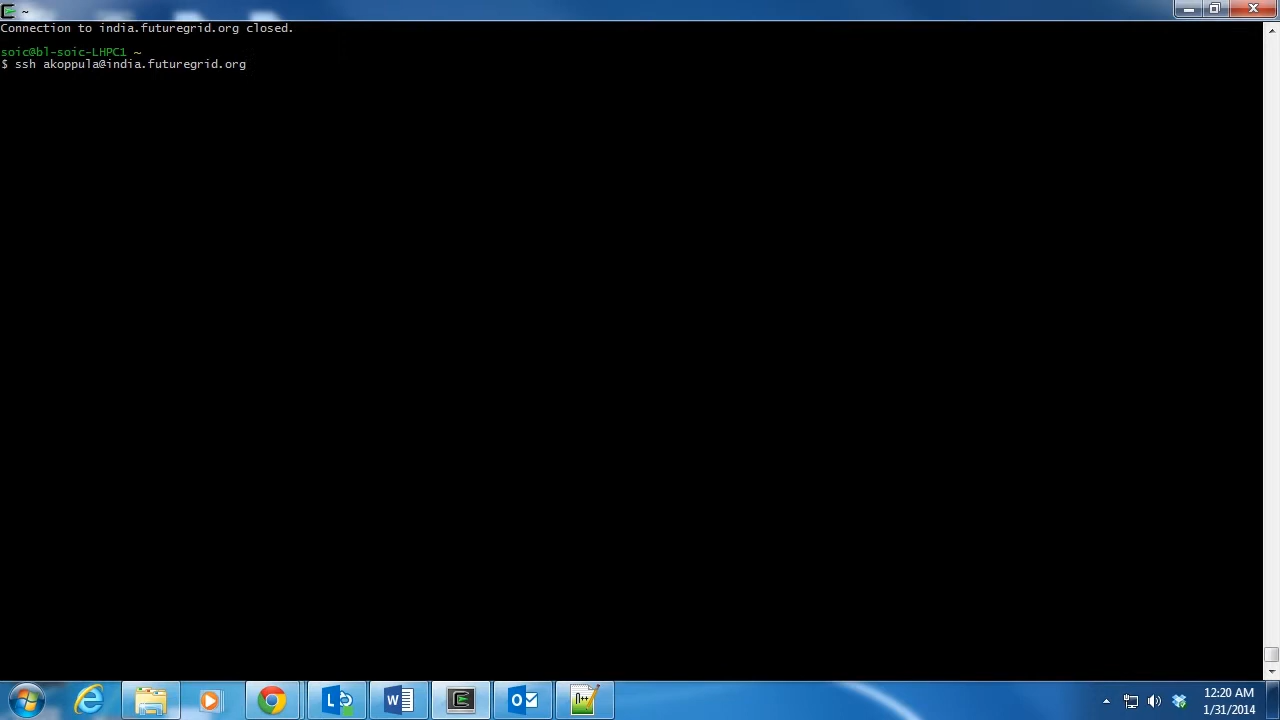 ~
Connection to india.futuregrid.org closed.
soic@bl-soic-LHPC1 ~
$ ssh akoppula@india.futuregrid.org
12:20 AM
1/31/2014